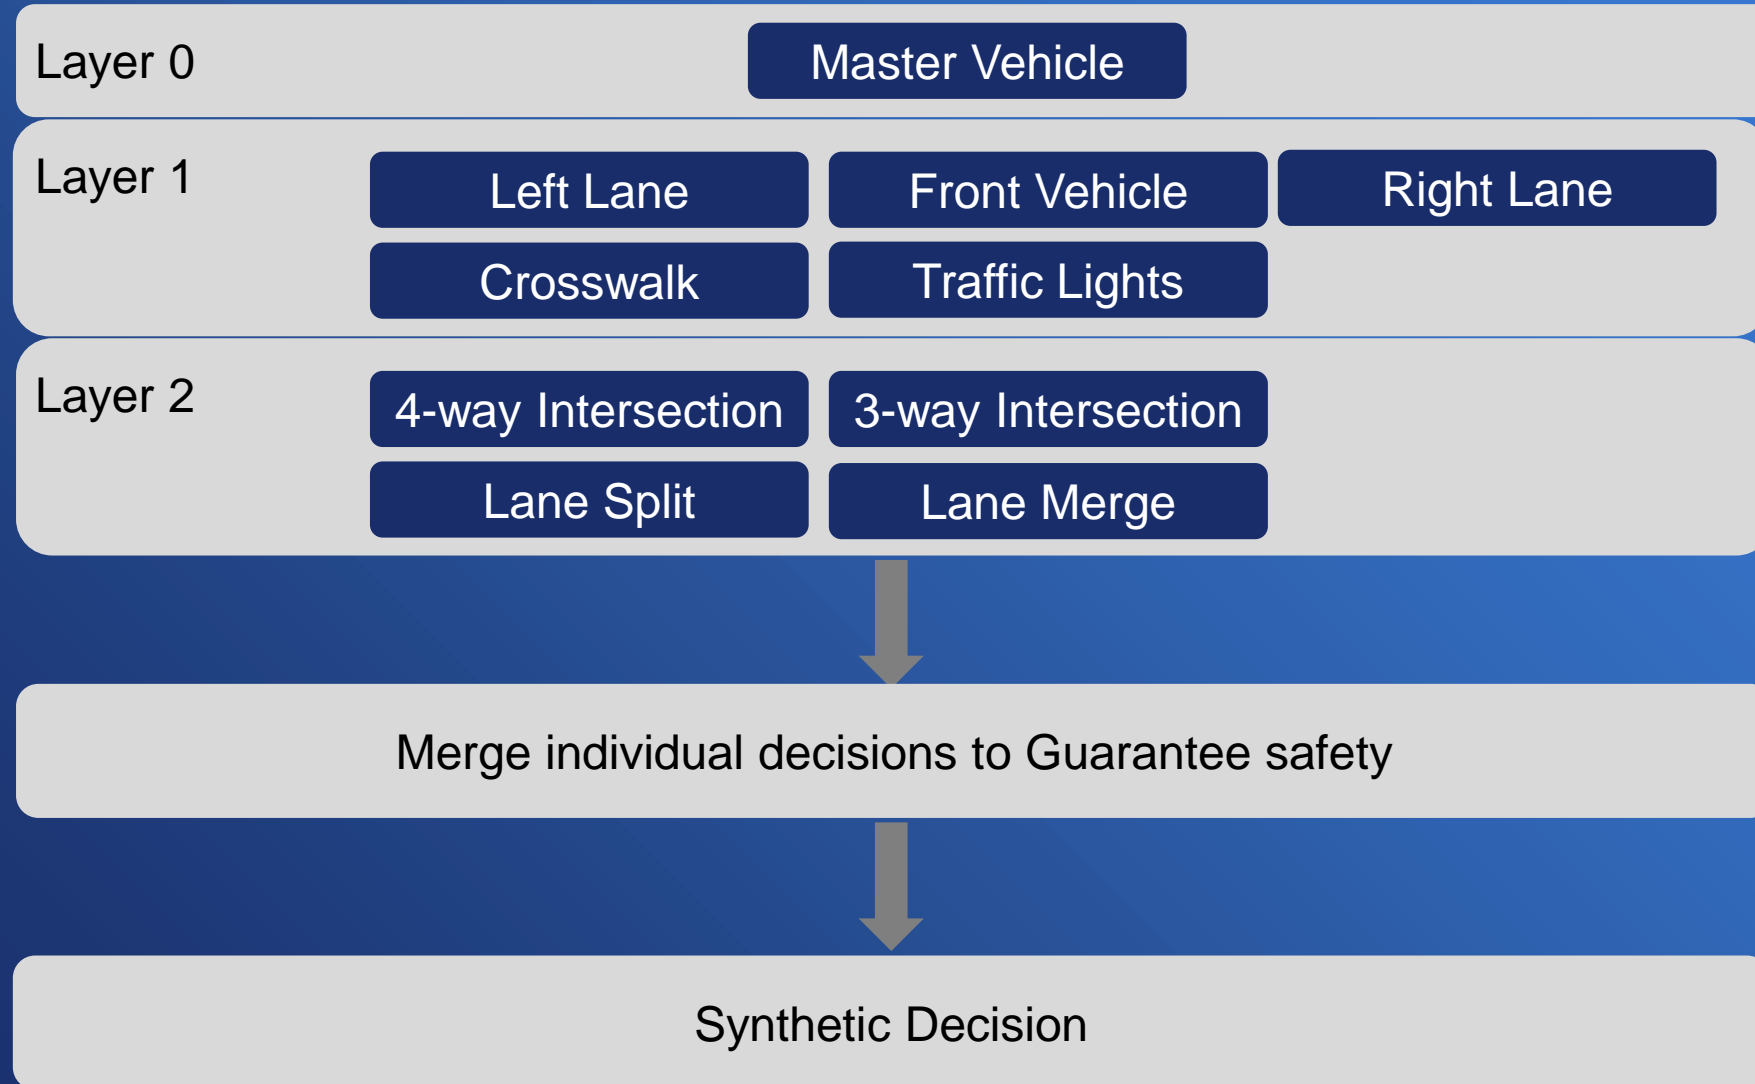 Layer 0
Master Vehicle
Layer 1
Left Lane
Front Vehicle
Right Lane
Crosswalk
Traffic Lights
Layer 2
4-way Intersection
3-way Intersection
Lane Split
Lane Merge
Merge individual decisions to Guarantee safety
Synthetic Decision